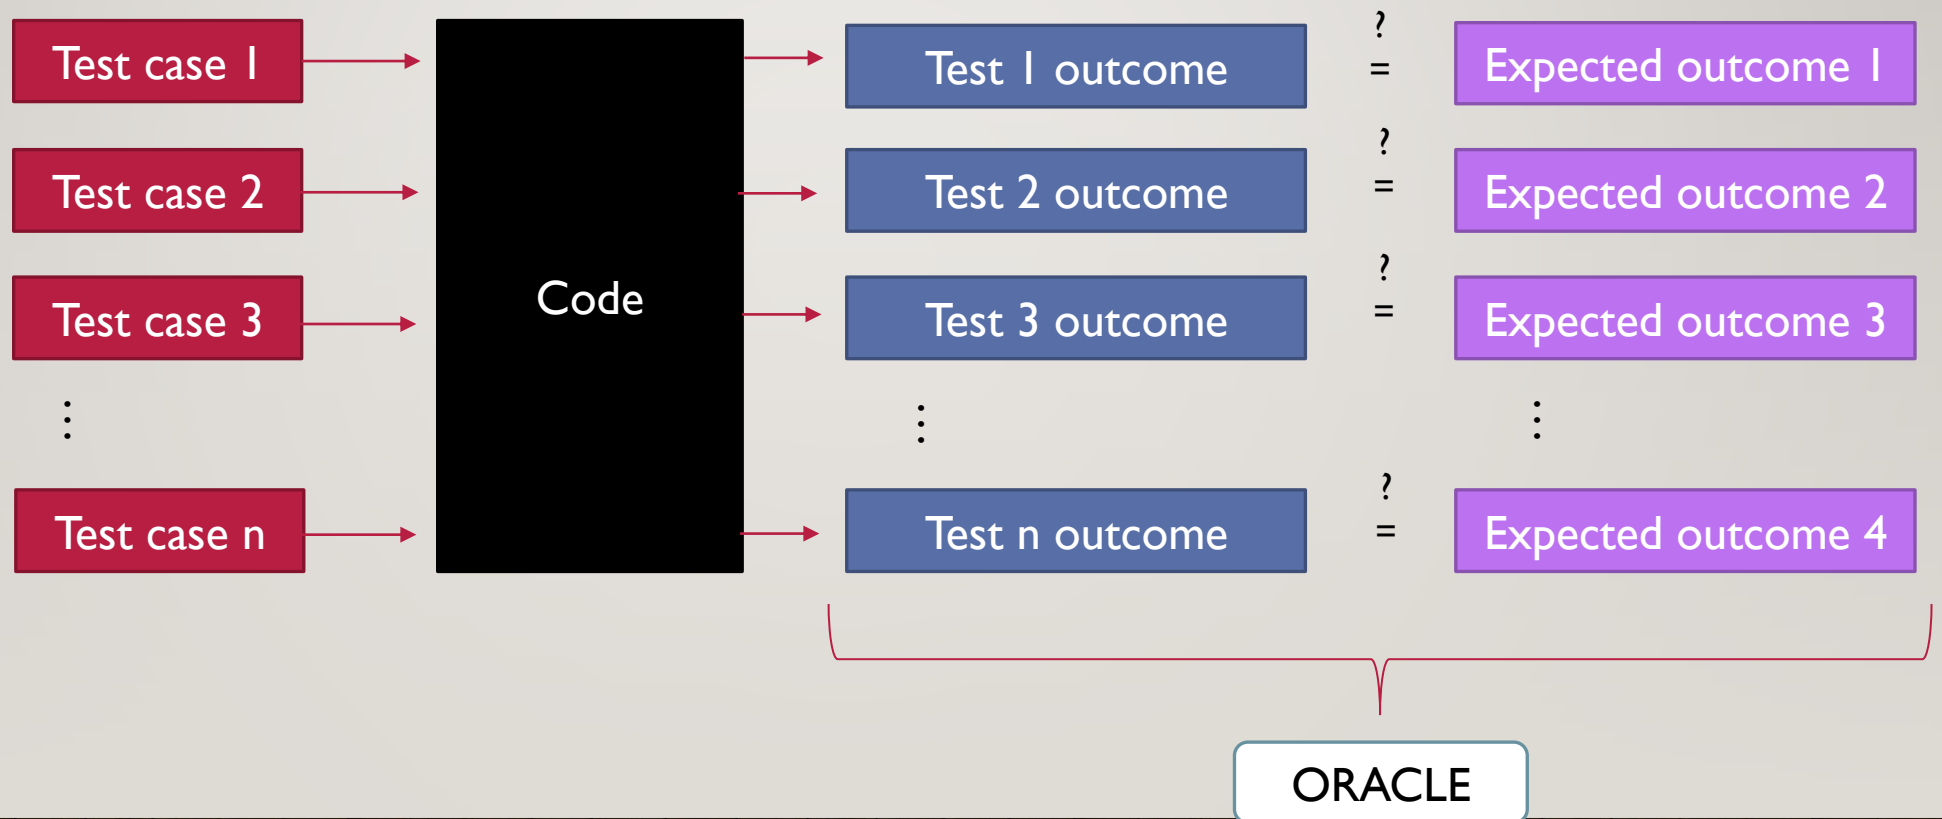 Test case 1
Test 1 outcome
?
=
Expected outcome 1
Test case 2
Test 2 outcome
?
=
Expected outcome 2
Test case 3
Code
Test 3 outcome
?
=
Expected outcome 3
⋮
⋮
⋮
Test case n
Test n outcome
?
=
Expected outcome 4
ORACLE